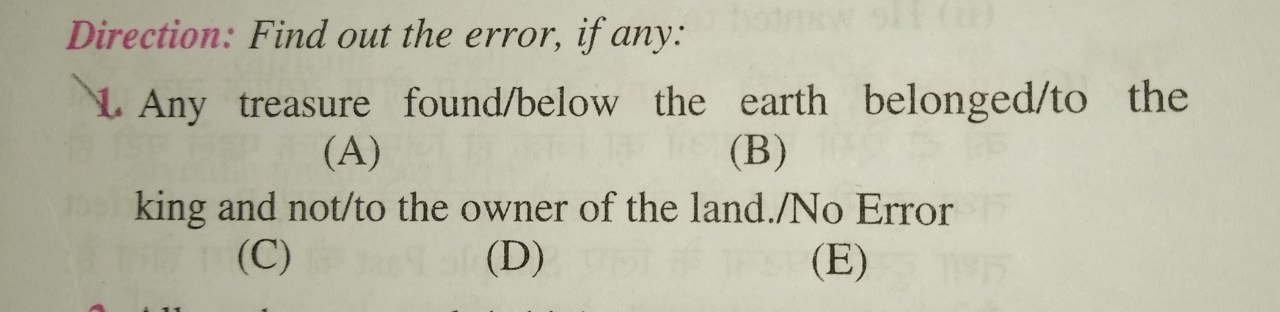 Direction: Find out the error, if any:
1. Any treasure found/below the earth belonged/to the
(A) (B)
king and not/to the owner of the land./No Error
(C) (D) (E)